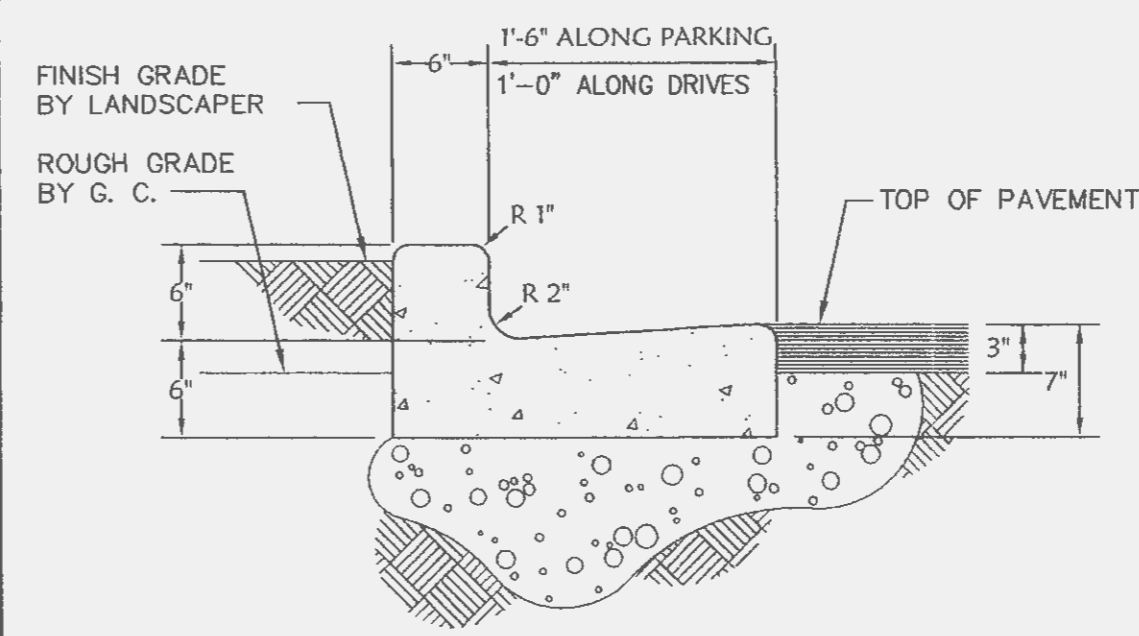 1'-6" ALONG PARKING
6"
1'-0" ALONG DRIVES
FINISH GRADE
BY LANDSCAPER
ROUGH GRADE
BY G. C.
TOP OF PAVEMENT
R 1"
6"
R 2"
3"
7"
6"